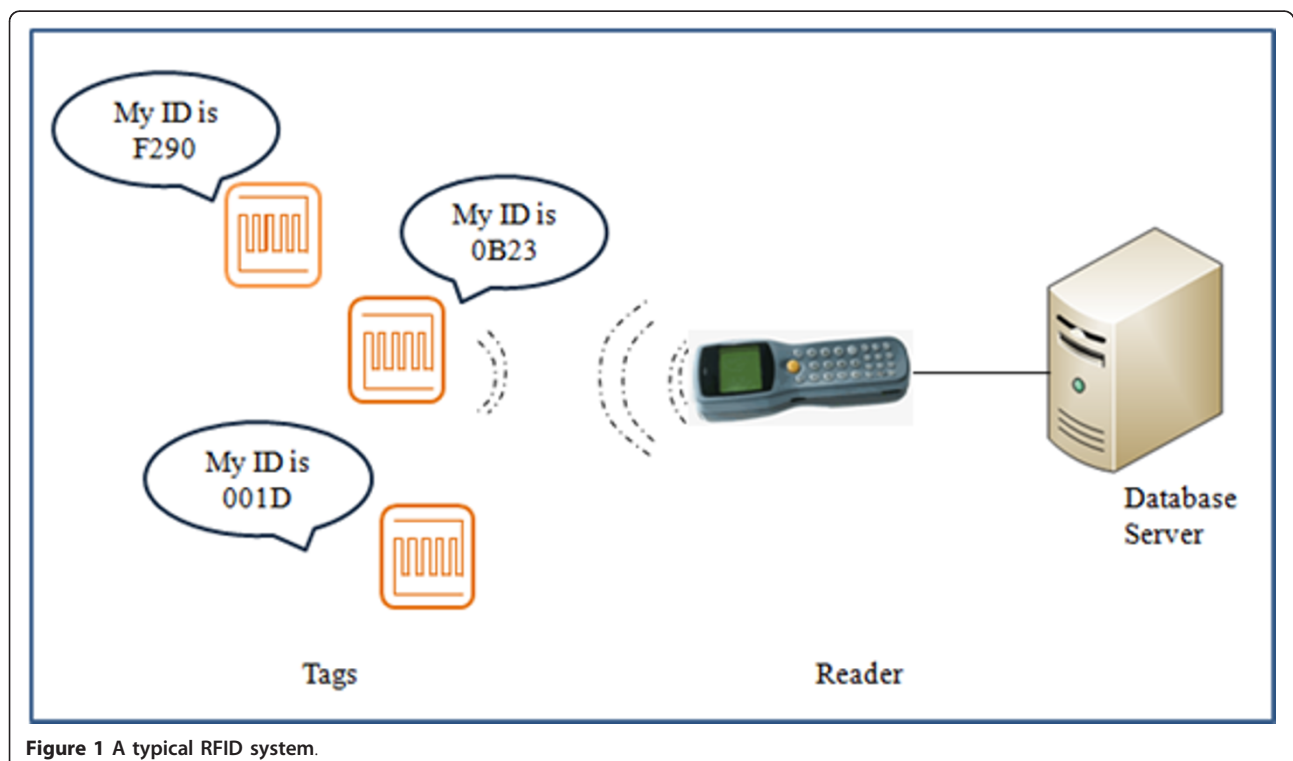 My ID is
F290
My ID is
0B23
My ID is
001D
Database
Server
Tags
Reader
Figure 1 A typical RFID system.